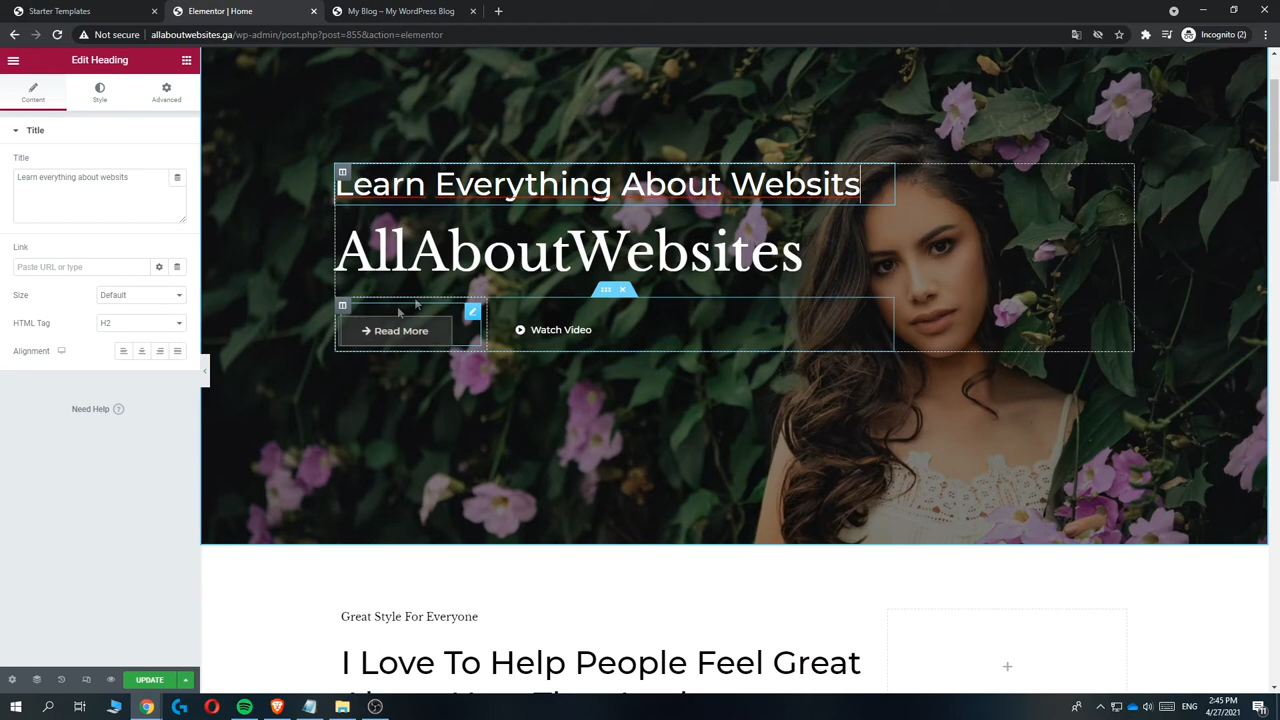 Starter Templates
Elementor | Home
My Blog – My WordPress Blog
Not secure
allaboutwebsites.ga/wp-admin/post.php?post=855&action=elementor
Incognito (2)
Edit Heading
Content
Style
Advanced
Title
Title
Learn everything about websits
Link
Paste URL or type
Size
Default
HTML Tag
H2
Alignment
Need Help
UPDATE
Learn Everything About Websits
AllAboutWebsites
Read More
Watch Video
Great Style For Everyone
I Love To Help People Feel Great
ENG
2:45 PM
4/27/2021